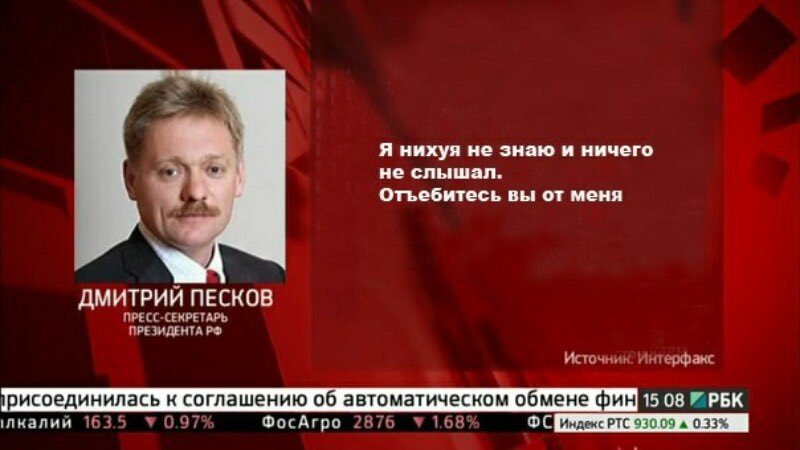 Я нихуя не знаю и ничего
не слышал.
Отъебитесь вы от меня
ДМИТРИЙ ПЕСКОВ
ПРЕСС-СЕКРЕТАРЬ
ПРЕЗИДЕНТА РФ
Источник: Интерфакс
присоединилась к соглашению об автоматическом обмене фин 15 08 РБК
алкалий 163.5 ▼ 0.97% ФосАгро 2876 ▼ 1.68% ФС Индекс РТС 930.09 ▲ 0.33%